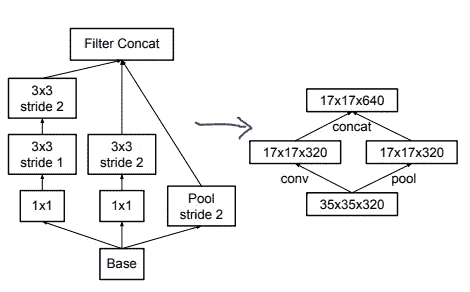 Filter Concat
3x3
stride 2
3x3
stride 1
3x3
stride 2
1x1
1x1
Pool
stride 2
Base
17x17x640
concat
17x17x320
17x17x320
conv
pool
35x35x320